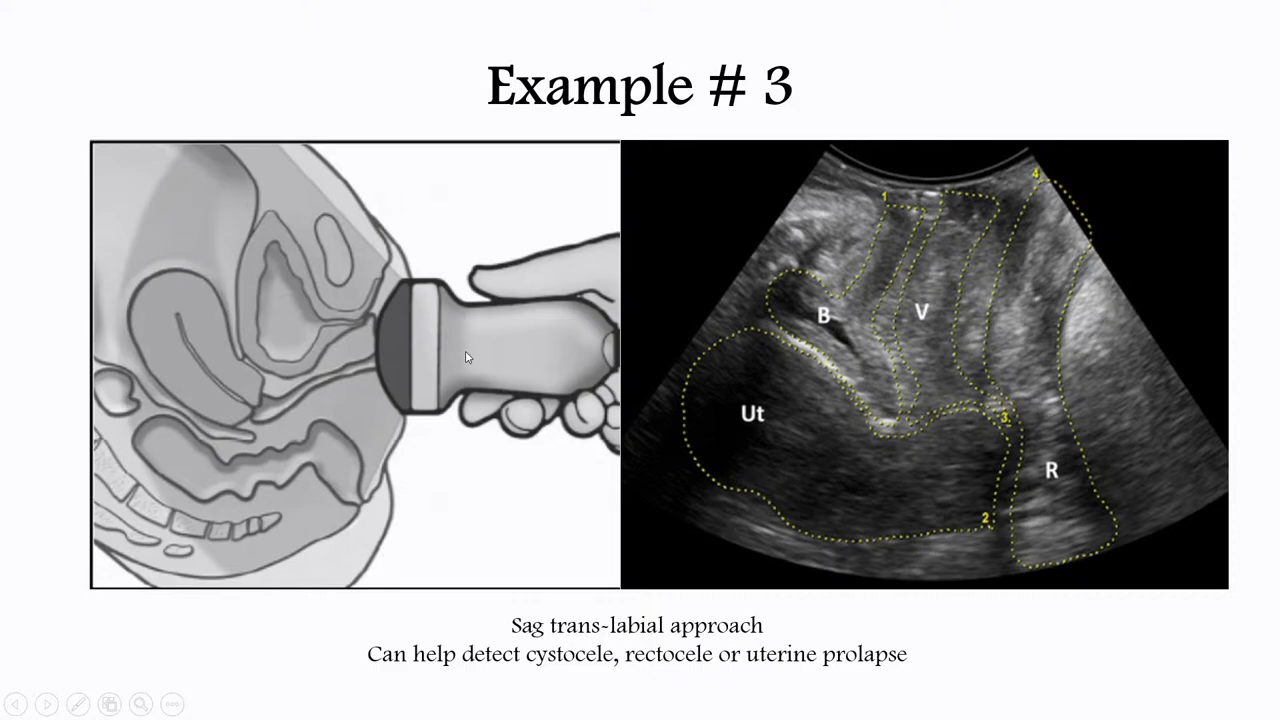 Example # 3
1
4
B
V
Ut
3
R
2
Sag trans-labial approach
Can help detect cystocele, rectocele or uterine prolapse